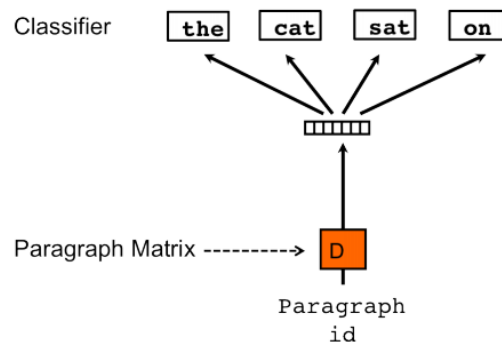 Classifier the cat sat on
Paragraph Matrix D
Paragraph
id